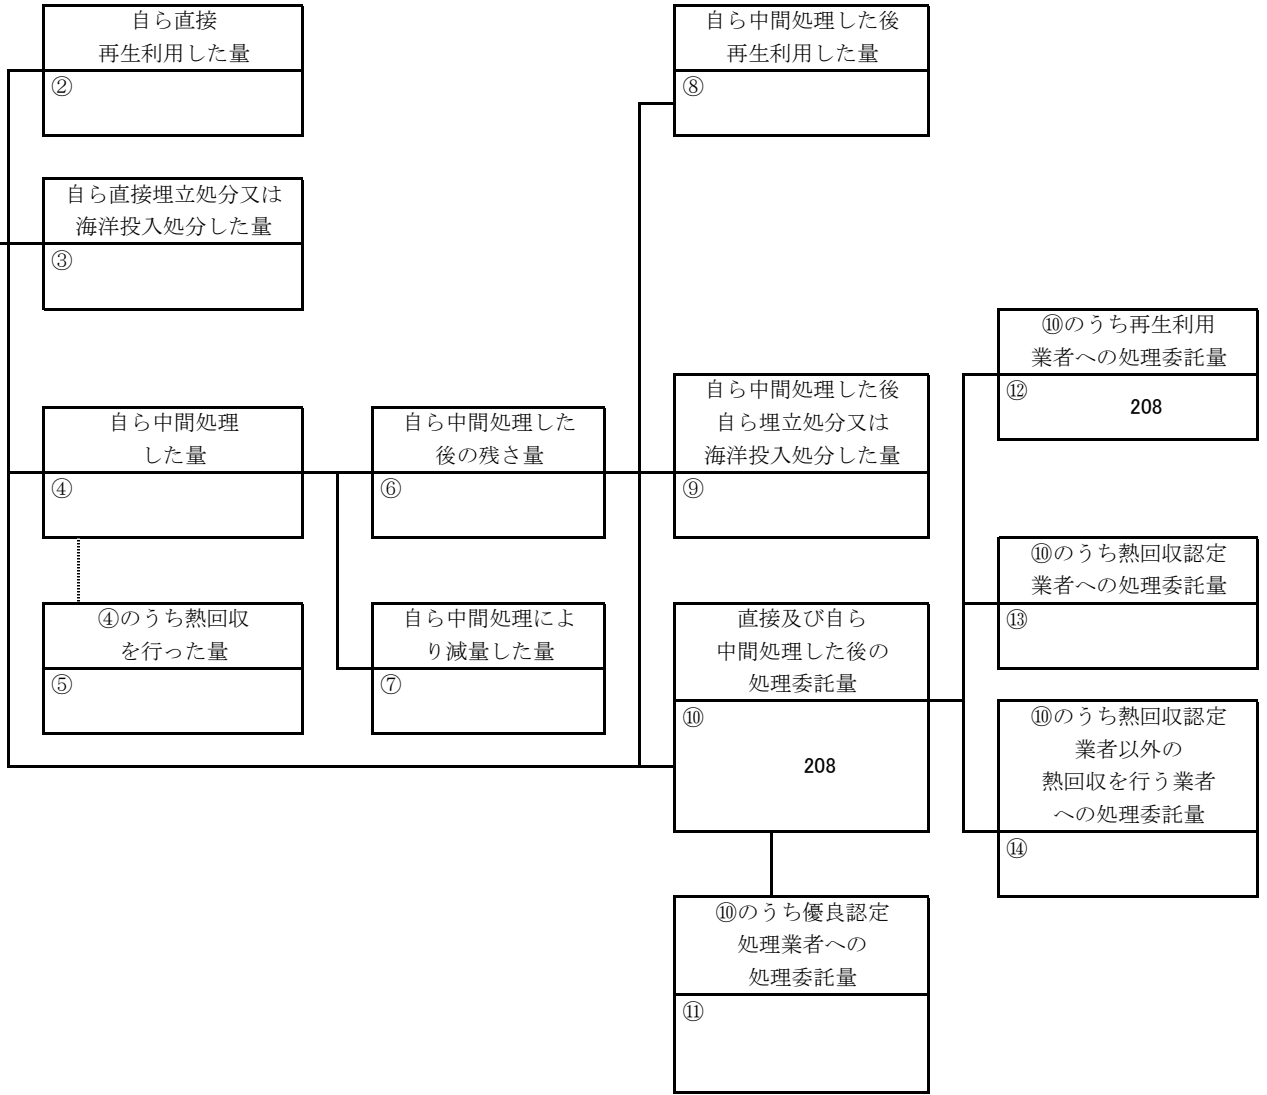 自ら直接
再生利用した量
②
自ら中間処理した後
再生利用した量
⑧
自ら直接埋立処分又は
海洋投入処分した量
③
⑩のうち再生利用
業者への処理委託量
⑫
208
自ら中間処理
した量
④
自ら中間処理した
後の残さ量
⑥
自ら中間処理した後
自ら埋立処分又は
海洋投入処分した量
⑨
⑩のうち熱回収認定
業者への処理委託量
⑬
④のうち熱回収
を行った量
⑤
自ら中間処理によ
り減量した量
⑦
直接及び自ら
中間処理した後の
処理委託量
⑩
208
⑩のうち熱回収認定
業者以外の
熱回収を行う業者
への処理委託量
⑭
⑩のうち優良認定
処理業者への
処理委託量
⑪